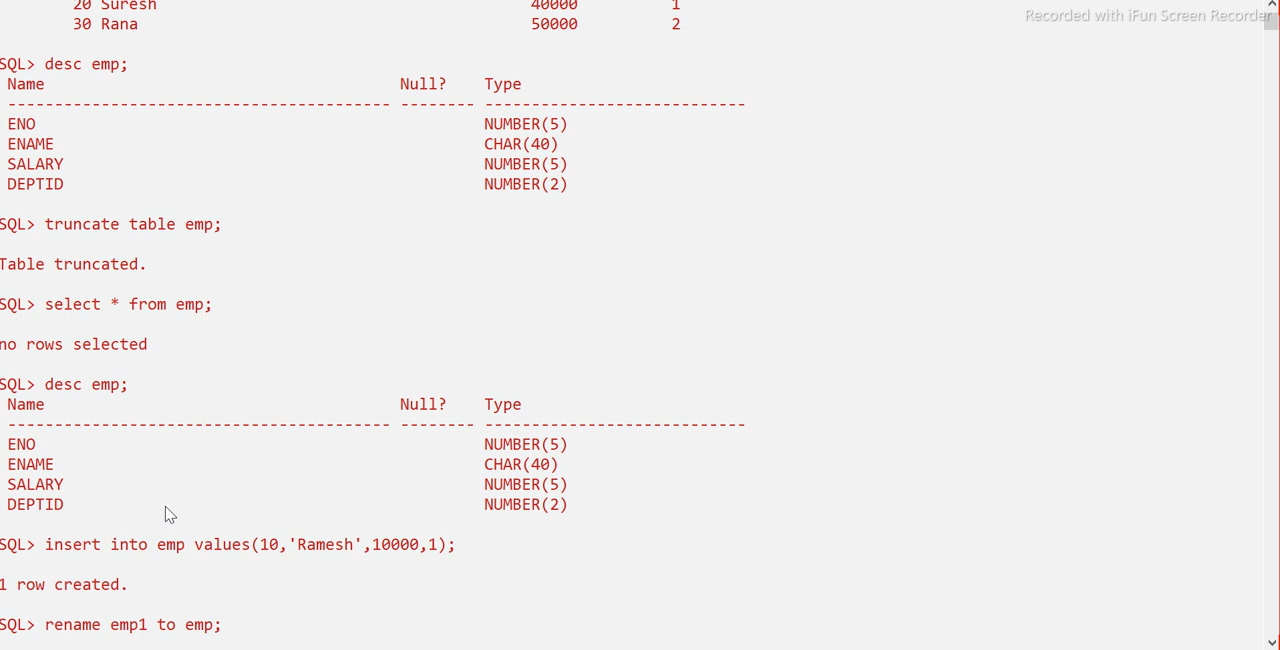 20 Suresh 40000 1
Recorded with iFun Screen Recorder
30 Rana 50000 2
SQL> desc emp;
Name Null? Type
----------------------------------------- -------- ----------------------------
ENO NUMBER(5)
ENAME CHAR(40)
SALARY NUMBER(5)
DEPTID NUMBER(2)
SQL> truncate table emp;
Table truncated.
SQL> select * from emp;
no rows selected
SQL> desc emp;
Name Null? Type
----------------------------------------- -------- ----------------------------
ENO NUMBER(5)
ENAME CHAR(40)
SALARY NUMBER(5)
DEPTID NUMBER(2)
SQL> insert into emp values(10,'Ramesh',10000,1);
1 row created.
SQL> rename emp1 to emp;